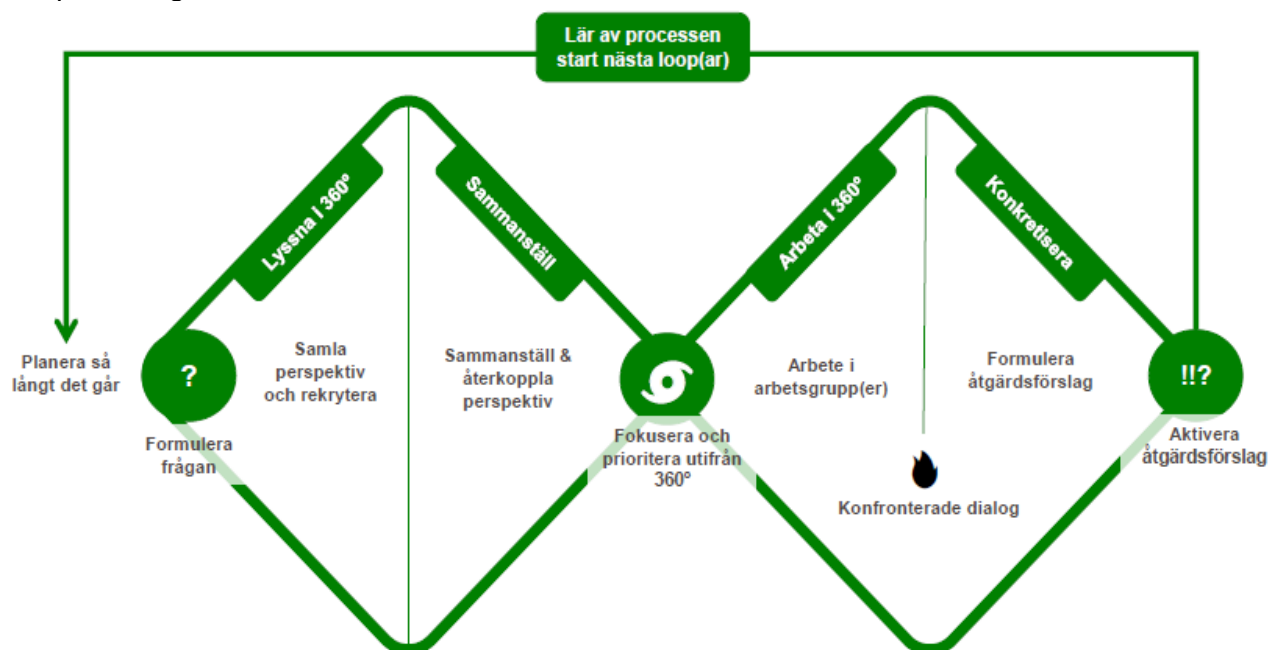 Lär av processen
start nästa loop(ar)
Lyssna i 360°
Sammanställ
Arbeta i 360°
Konkretisera
Planera så
långt det går
?
Formulera
frågan
Samla
perspektiv
och rekrytera
Sammanställ &
återkoppla
perspektiv
Fokusera och
prioritera utifrån
360°
Arbete i
arbetsgrupp(er)
Konfronterade dialog
Formulera
åtgärdsförslag
!!?
Aktivera
åtgärdsförslag